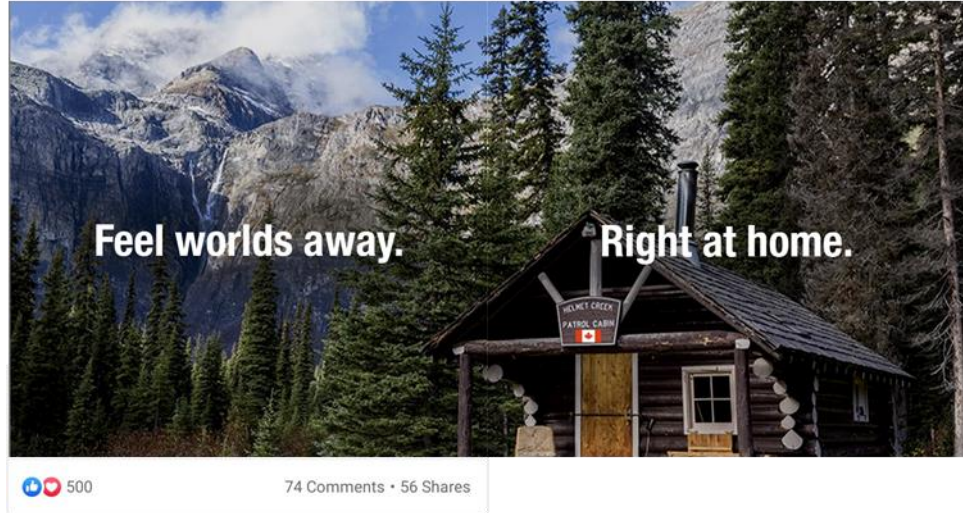 Feel worlds away.
Right at home.
HELMET CREEK
PATROL CABIN
500
74 Comments • 56 Shares